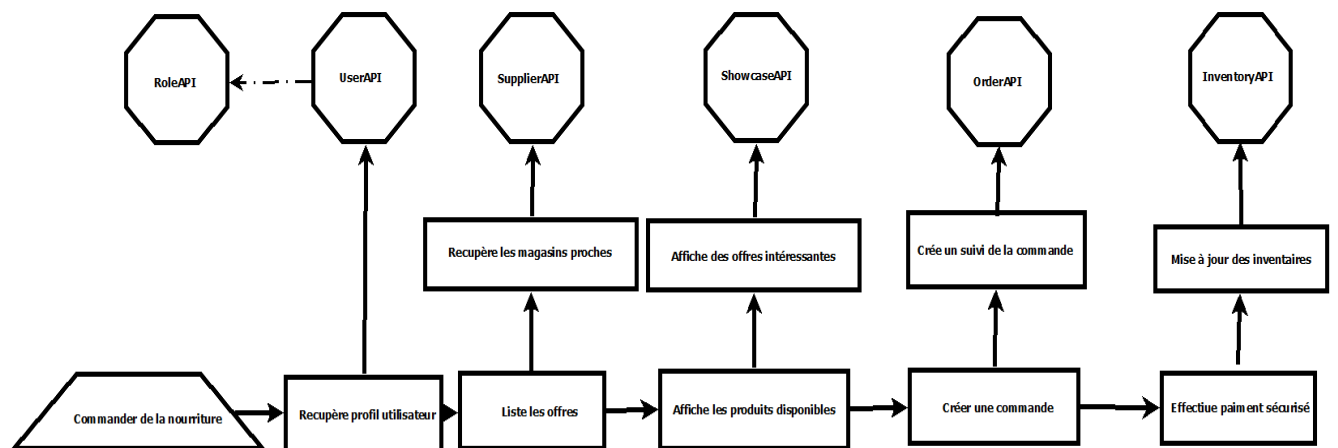 RoleAPI
UserAPI
SupplierAPI
ShowcaseAPI
OrderAPI
InventoryAPI
Recupère les magasins proches
Affiche des offres intéressantes
Crée un suivi de la commande
Mise à jour des inventaires
Commander de la nourriture
Recupère profil utilisateur
Liste les offres
Affiche les produits disponibles
Créer une commande
Effectiue paiment sécurisé